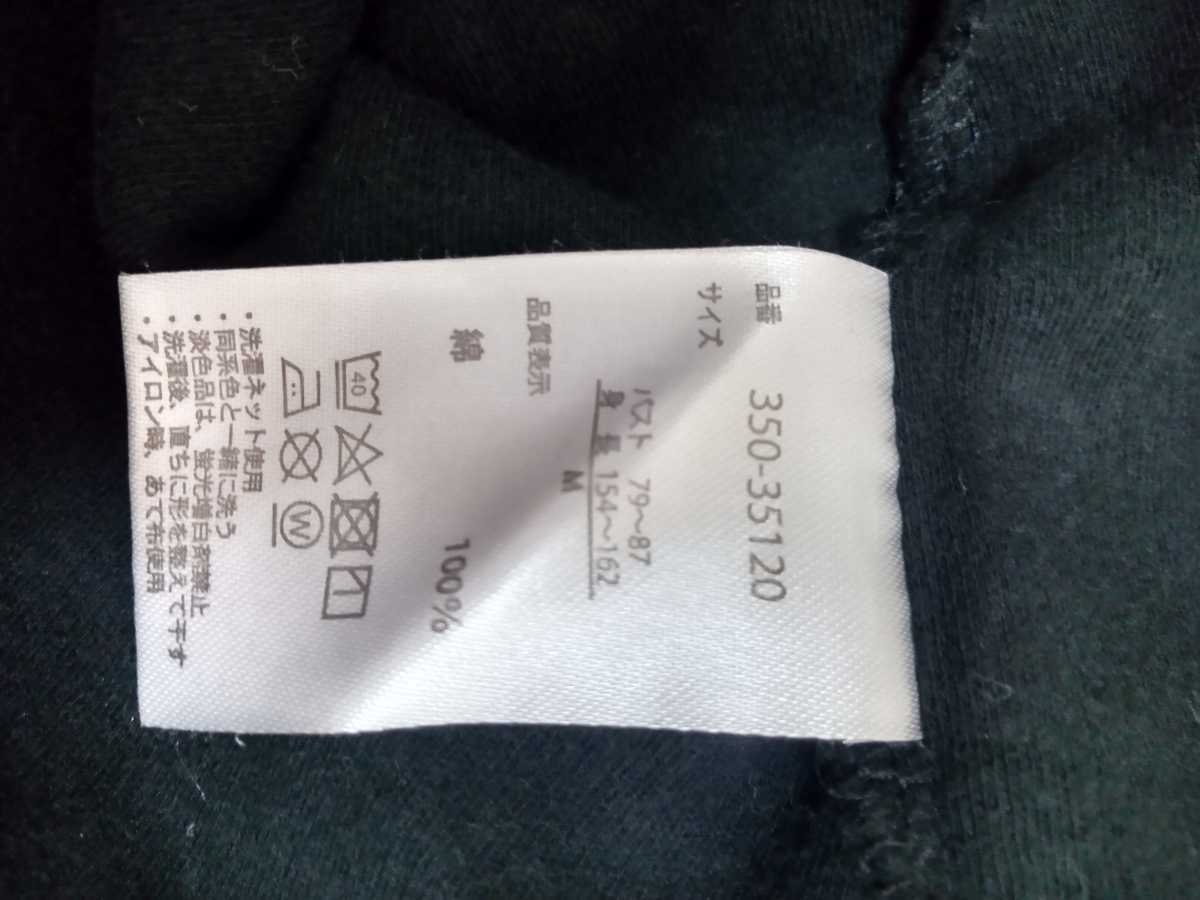 品番 350-35120
サイズ バスト 79～87
身長 154～162
M
品質表示
綿 100%
40
W
・洗濯ネット使用
・同系色と一緒に洗う
・淡色品は、蛍光増白剤禁止
・洗濯後、直ちに形を整えて干す
・アイロン時、あて布使用